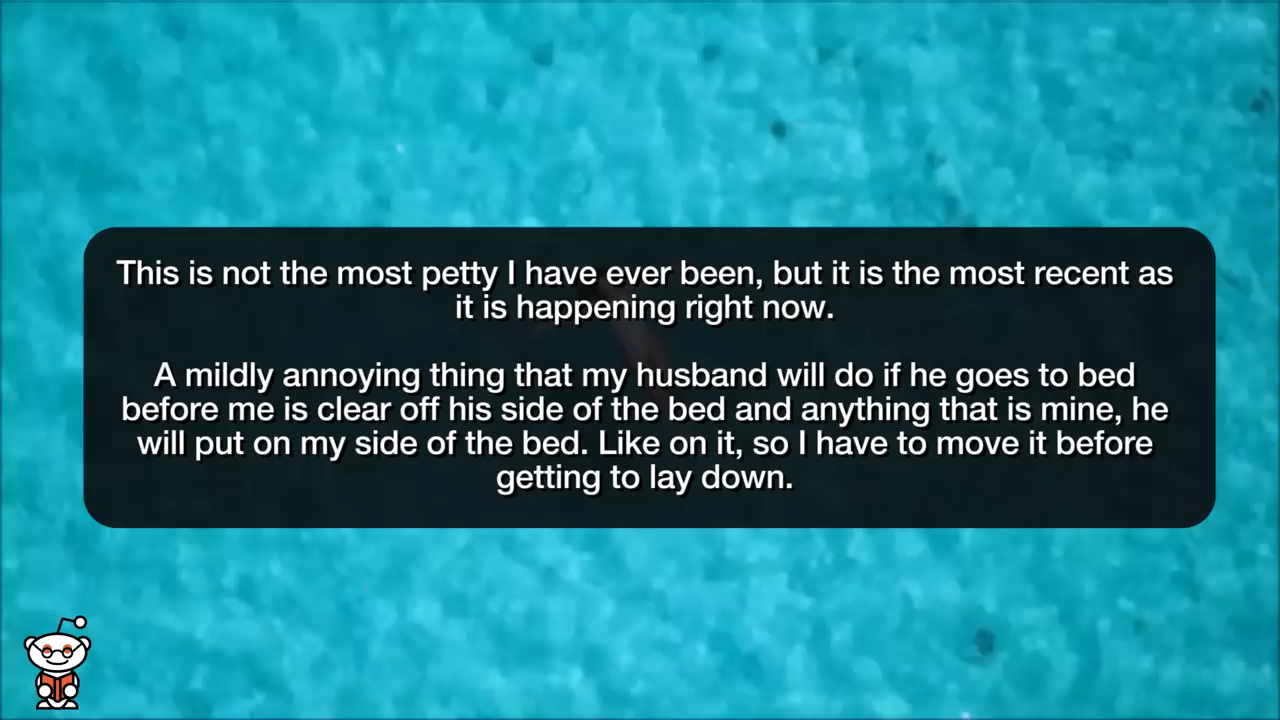 This is not the most petty I have ever been, but it is the most recent as
it is happening right now.
A mildly annoying thing that my husband will do if he goes to bed
before me is clear off his side of the bed and anything that is mine, he
will put on my side of the bed. Like on it, so I have to move it before
getting to lay down.